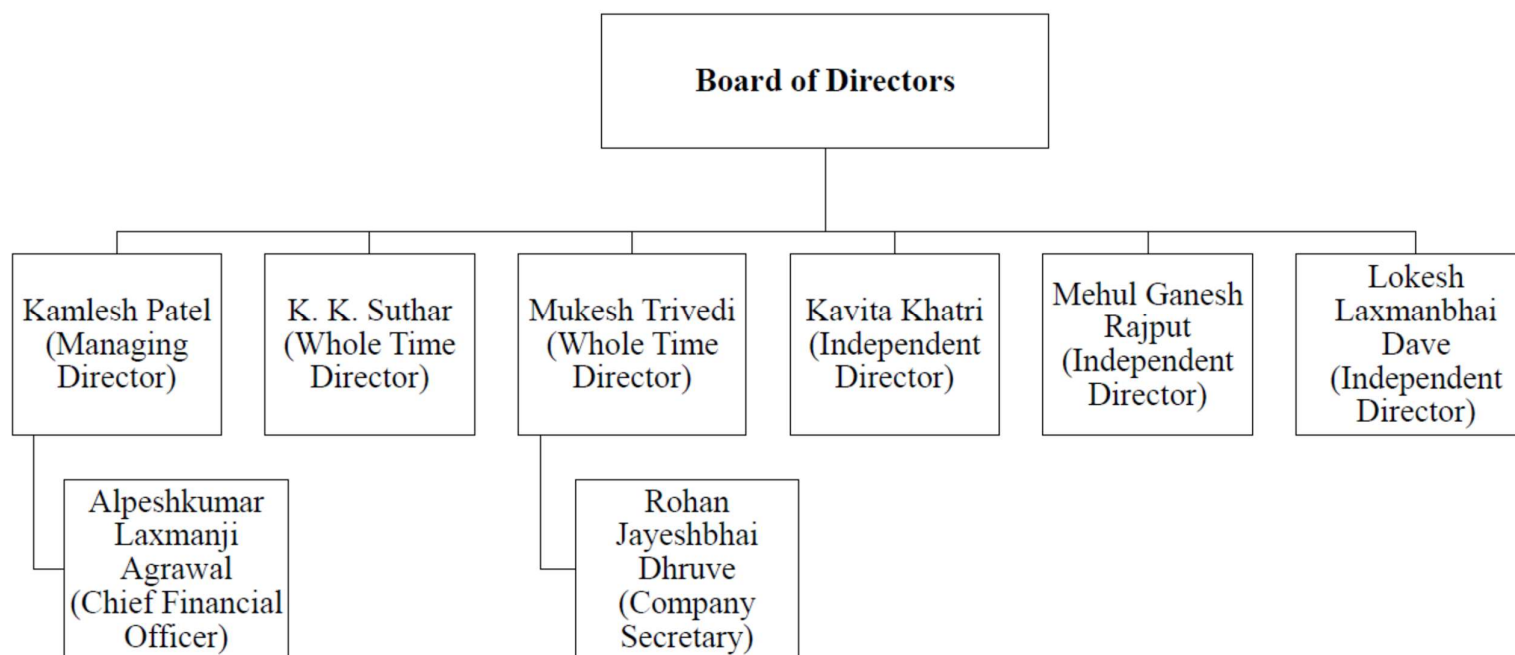 Board of Directors
Kamlesh Patel
(Managing
Director)
K. K. Suthar
(Whole Time
Director)
Mukesh Trivedi
(Whole Time
Director)
Kavita Khatri
(Independent
Director)
Mehul Ganesh
Rajput
(Independent
Director)
Lokesh
Laxmanbhai
Dave
(Independent
Director)
Alpeshkumar
Laxmanji
Agrawal
(Chief Financial
Officer)
Rohan
Jayeshbhai
Dhruve
(Company
Secretary)